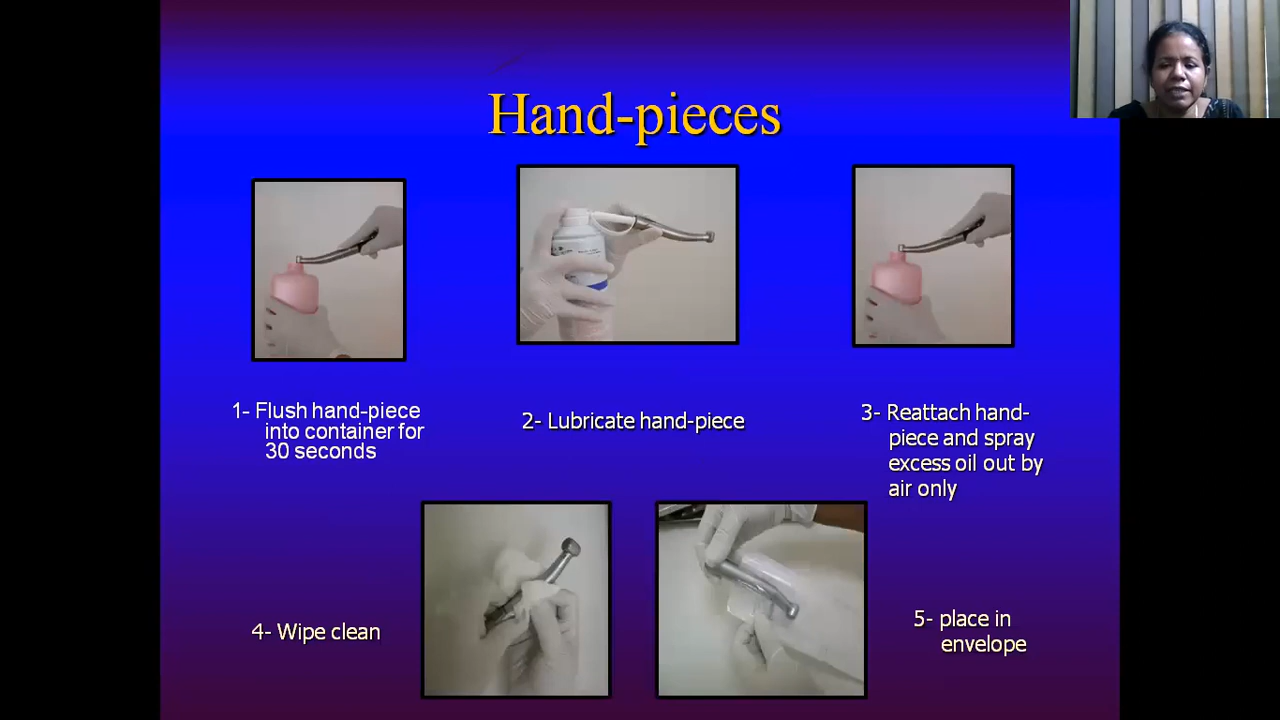 Hand-pieces
1- Flush hand-piece
into container for
30 seconds
2- Lubricate hand-piece
3- Reattach hand-
piece and spray
excess oil out by
air only
4- Wipe clean
5- place in
envelope